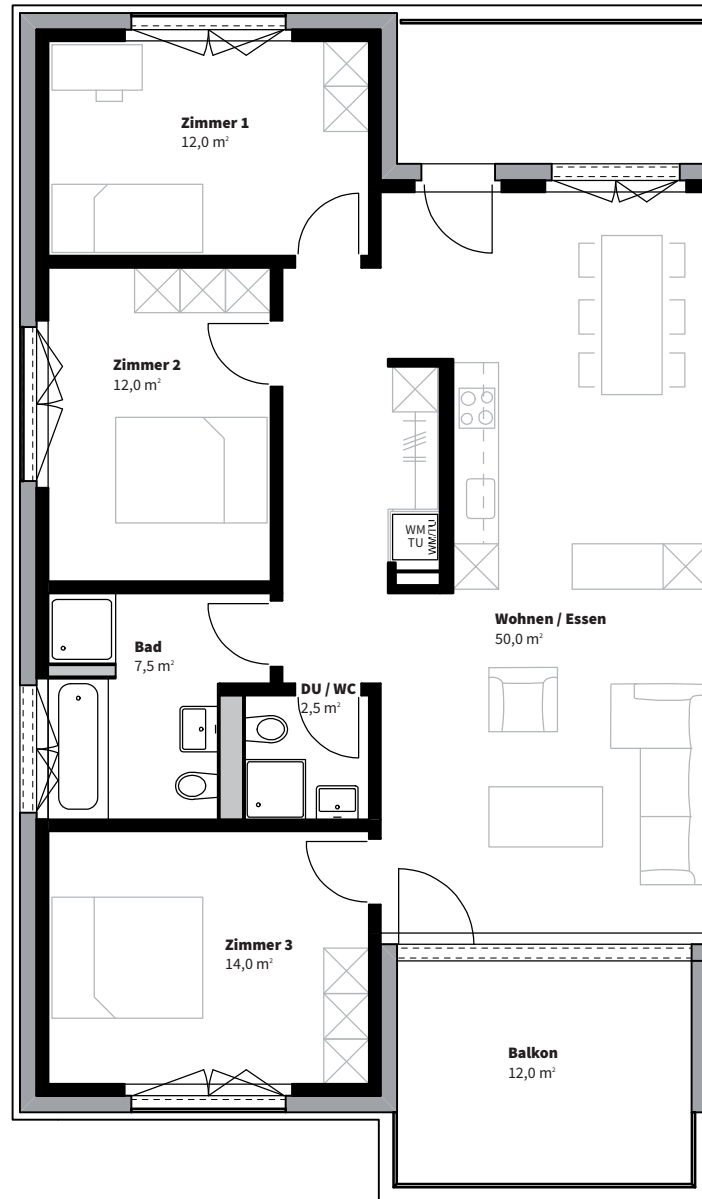 Zimmer 1
12,0 m²
Zimmer 2
12,0 m²
WM
TU
WM/TU
Wohnen / Essen
50,0 m²
Bad
7,5 m²
DU / WC
2,5 m²
Zimmer 3
14,0 m²
Balkon
12,0 m²